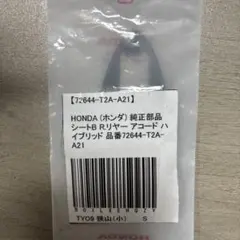 【72644-T2A-A21】
HONDA (ホンダ) 純正部品
シートB Rリヤー アコード ハ
イブリッド 品番72644-T2A-
A21
TYO9 狭山(小) S